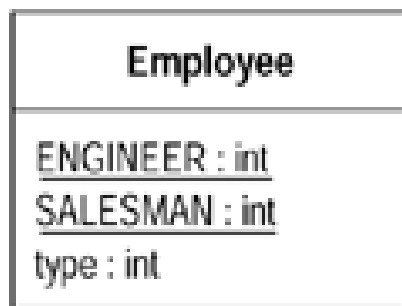 Employee
ENGINEER : int
SALESMAN : int
type : int